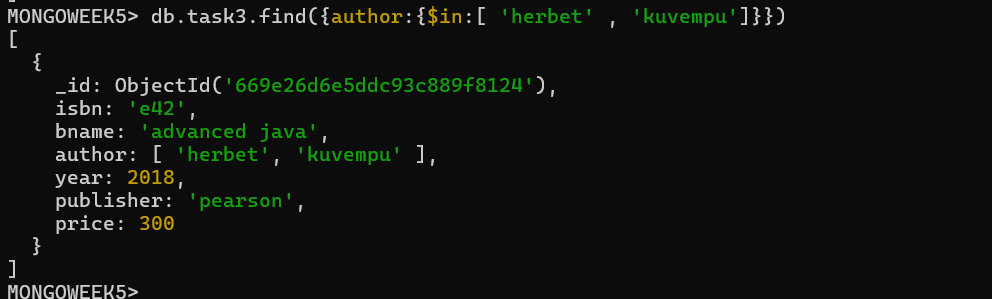 MONGOWEEK5> db.task3.find({author:{$in:[ 'herbet' , 'kuvempu']}})
[
  {
    _id: ObjectId('669e26d6e5ddc93c889f8124'),
    isbn: 'e42',
    bname: 'advanced java',
    author: [ 'herbet', 'kuvempu' ],
    year: 2018,
    publisher: 'pearson',
    price: 300
  }
]
MONGOWEEK5>